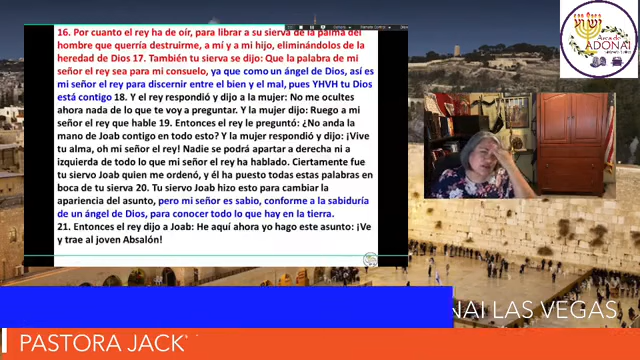 16. Por cuanto el rey ha de oír, para librar a su sierva de la palma del
hombre que querría destruirme, a mí y a mi hijo, eliminándolos de la
heredad de Dios 17. También tu sierva se dijo: Que la palabra de mi
señor el rey sea para mi consuelo, ya que como un ángel de Dios, así es
mi señor el rey para discernir entre el bien y el mal, pues YHVH tu Dios
está contigo 18. Y el rey respondió y dijo a la mujer: No me ocultes
ahora nada de lo que te voy a preguntar. Y la mujer dijo: Ruego a mi
señor el rey que hable 19. Entonces el rey le preguntó: ¿No anda la
mano de Joab contigo en todo esto? Y la mujer respondió y dijo: ¡Vive
tu alma, oh mi señor el rey! Nadie se podrá apartar a derecha ni a
izquierda de todo lo que mi señor el rey ha hablado. Ciertamente fue
tu siervo Joab quien me ordenó, y él ha puesto todas estas palabras en
boca de tu sierva 20. Tu siervo Joab hizo esto para cambiar la
apariencia del asunto, pero mi señor es sabio, conforme a la sabiduría
de un ángel de Dios, para conocer todo lo que hay en la tierra.
21. Entonces el rey dijo a Joab: He aquí ahora yo hago este asunto: ¡Ve
y trae al joven Absalón!
ADONAI
NAI LAS VEGAS
PASTORA JACK